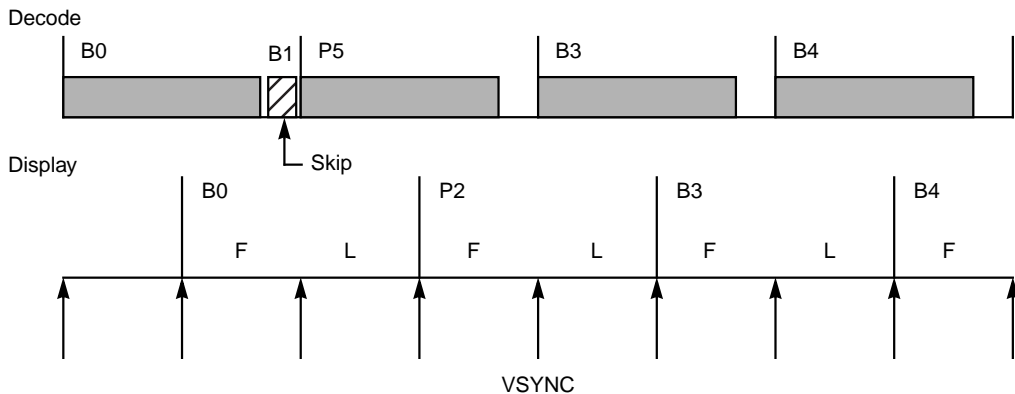 Decode
B0 B1 P5 B3 B4
Skip
Display
B0 P2 B3 B4
F L F L F L F
VSYNC